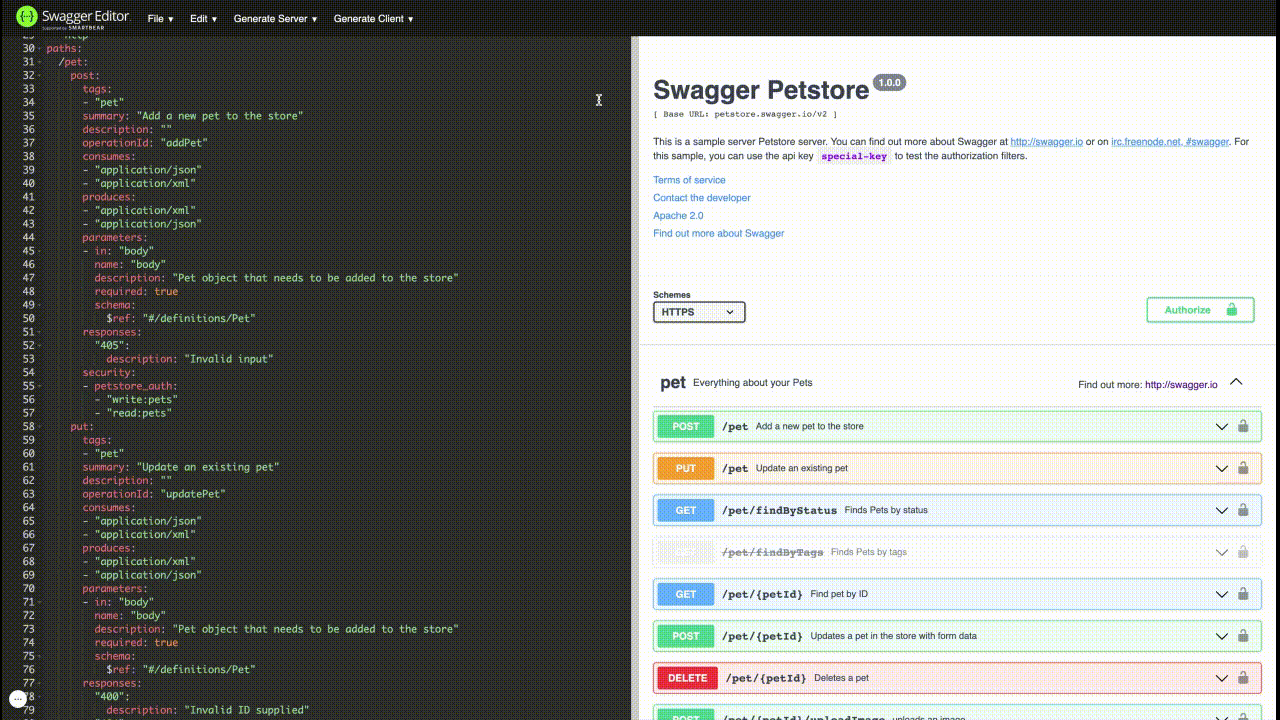 Swagger Editor
Supported by SMARTBEAR
File ▾ Edit ▾ Generate Server ▾ Generate Client ▾
30 paths:
31 /pet:
32 post:
33 tags:
34 - "pet"
35 summary: "Add a new pet to the store"
36 description: ""
37 operationId: "addPet"
38 consumes:
39 - "application/json"
40 - "application/xml"
41 produces:
42 - "application/xml"
43 - "application/json"
44 parameters:
45 - in: "body"
46 name: "body"
47 description: "Pet object that needs to be added to the store"
48 required: true
49 schema:
50 $ref: "#/definitions/Pet"
51 responses:
52 "405":
53 description: "Invalid input"
54 security:
55 - petstore_auth:
56 - "write:pets"
57 - "read:pets"
58 put:
59 tags:
60 - "pet"
61 summary: "Update an existing pet"
62 description: ""
63 operationId: "updatePet"
64 consumes:
65 - "application/json"
66 - "application/xml"
67 produces:
68 - "application/xml"
69 - "application/json"
70 parameters:
71 - in: "body"
72 name: "body"
73 description: "Pet object that needs to be added to the store"
74 required: true
75 schema:
76 $ref: "#/definitions/Pet"
77 responses:
78 "400":
79 description: "Invalid ID supplied"
Swagger Petstore 1.0.0
[ Base URL: petstore.swagger.io/v2 ]
This is a sample server Petstore server. You can find out more about Swagger at http://swagger.io or on irc.freenode.net, #swagger. For
this sample, you can use the api key special-key to test the authorization filters.
Terms of service
Contact the developer
Apache 2.0
Find out more about Swagger
Schemes
HTTPS
Authorize
pet Everything about your Pets Find out more: http://swagger.io
POST /pet Add a new pet to the store
PUT /pet Update an existing pet
GET /pet/findByStatus Finds Pets by status
/pet/findByTags Finds Pets by tags
GET /pet/{petId} Find pet by ID
POST /pet/{petId} Updates a pet in the store with form data
DELETE /pet/{petId} Deletes a pet
POST /pet/{petId}/uploadImage uploads an image